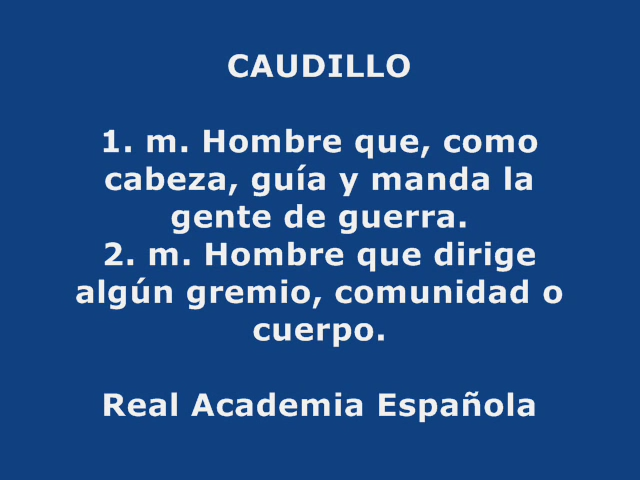 CAUDILLO
1. m. Hombre que, como
cabeza, guía y manda la
gente de guerra.
2. m. Hombre que dirige
algún gremio, comunidad o
cuerpo.
Real Academia Española